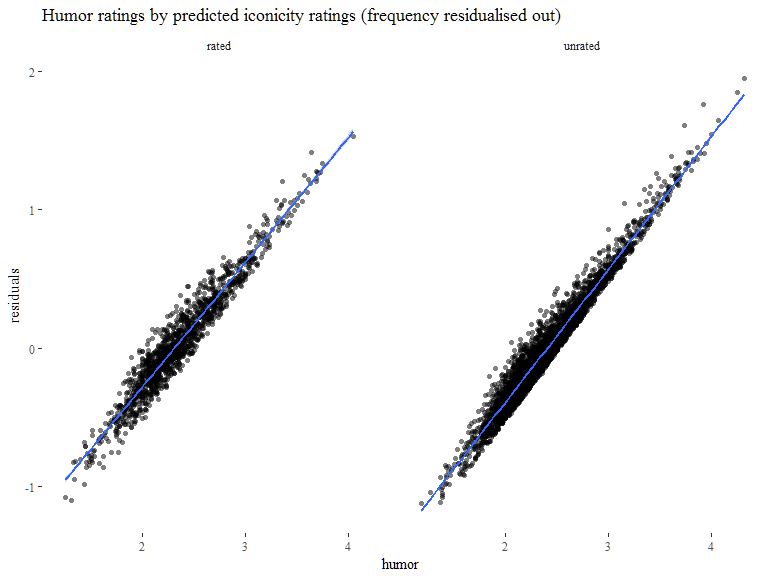 Humor ratings by predicted iconicity ratings (frequency residualised out)
rated
unrated
2
1
0
-1
residuals
2
3
4
2
3
4
humor